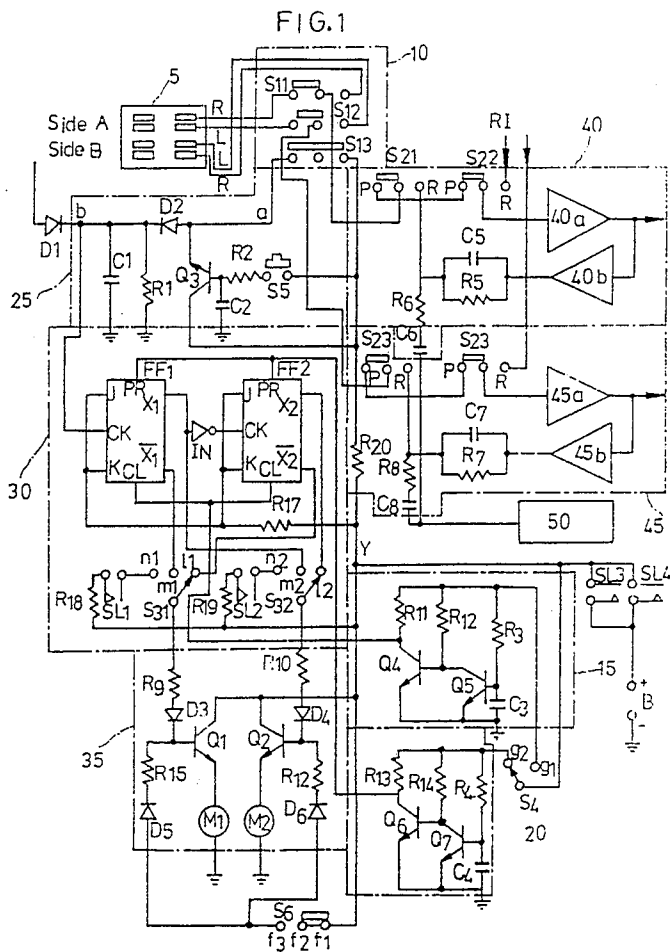 FIG.1
10
5
R
S11
S12
S13
Side A
Side B
L
L
R
RI
40
S21
S22
P
R
P
R
40a
40b
C5
R5
R6
C6
b
D2
a
D1
25
C1
R1
Q3
R2
C2
S5
S23
S23
P
R
R
45a
45b
C7
R7
R8
C8
45
50
30
PR
FF1
J
X1
CK
X̅1̅
K
CL
IN
PR
FF2
J
X2
CK
X̅2̅
K
CL
R20
R17
Y
n1
l1
m1
n2
m2
l2
R18
SL1
S31
R19
SL2
S32
SL3
SL4
R11
R12
R3
15
Q4
Q5
C3
+
B
-
R9
R10
D3
D4
35
Q1
Q2
R15
R12
M1
M2
D5
D6
g2
g1
S4
R13
R14
R4
20
Q6
Q7
C4
S6
f3 f2 f1